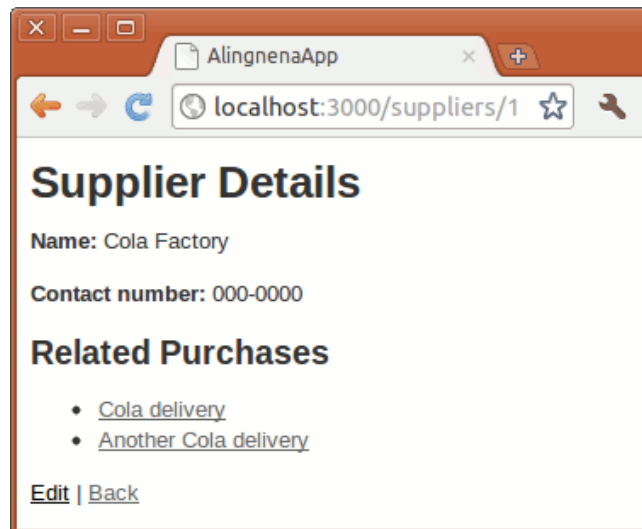 AlingnenaApp
localhost:3000/suppliers/1
Supplier Details
Name: Cola Factory
Contact number: 000-0000
Related Purchases
Cola delivery
Another Cola delivery
Edit | Back